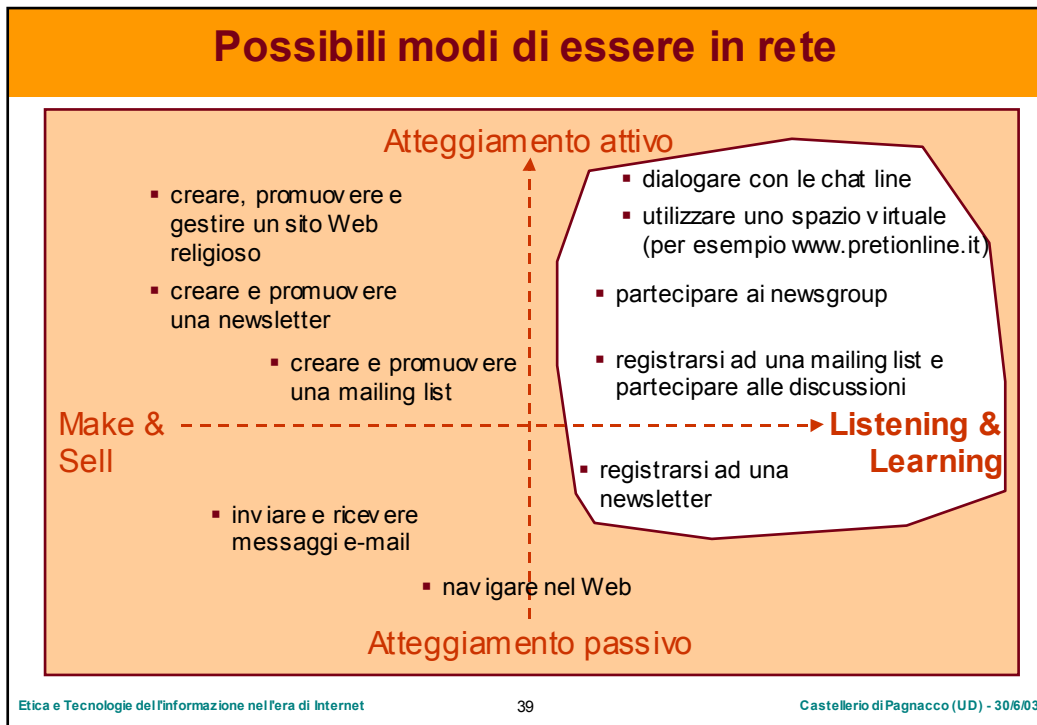 Possibili modi di essere in rete
Atteggiamento attivo
▪ creare, promuovere e
gestire un sito Web
religioso
▪ creare e promuovere
una newsletter
▪ creare e promuovere
una mailing list
▪ dialogare con le chat line
▪ utilizzare uno spazio virtuale
(per esempio www.pretionline.it)
▪ partecipare ai newsgroup
▪ registrarsi ad una mailing list e
partecipare alle discussioni
Make &
Sell
Listening &
Learning
▪ registrarsi ad una
newsletter
▪ inviare e ricevere
messaggi e-mail
▪ navigare nel Web
Atteggiamento passivo
Etica e Tecnologie dell'informazione nell'era di Internet
39
Castellerio di Pagnacco (UD) - 30/6/03